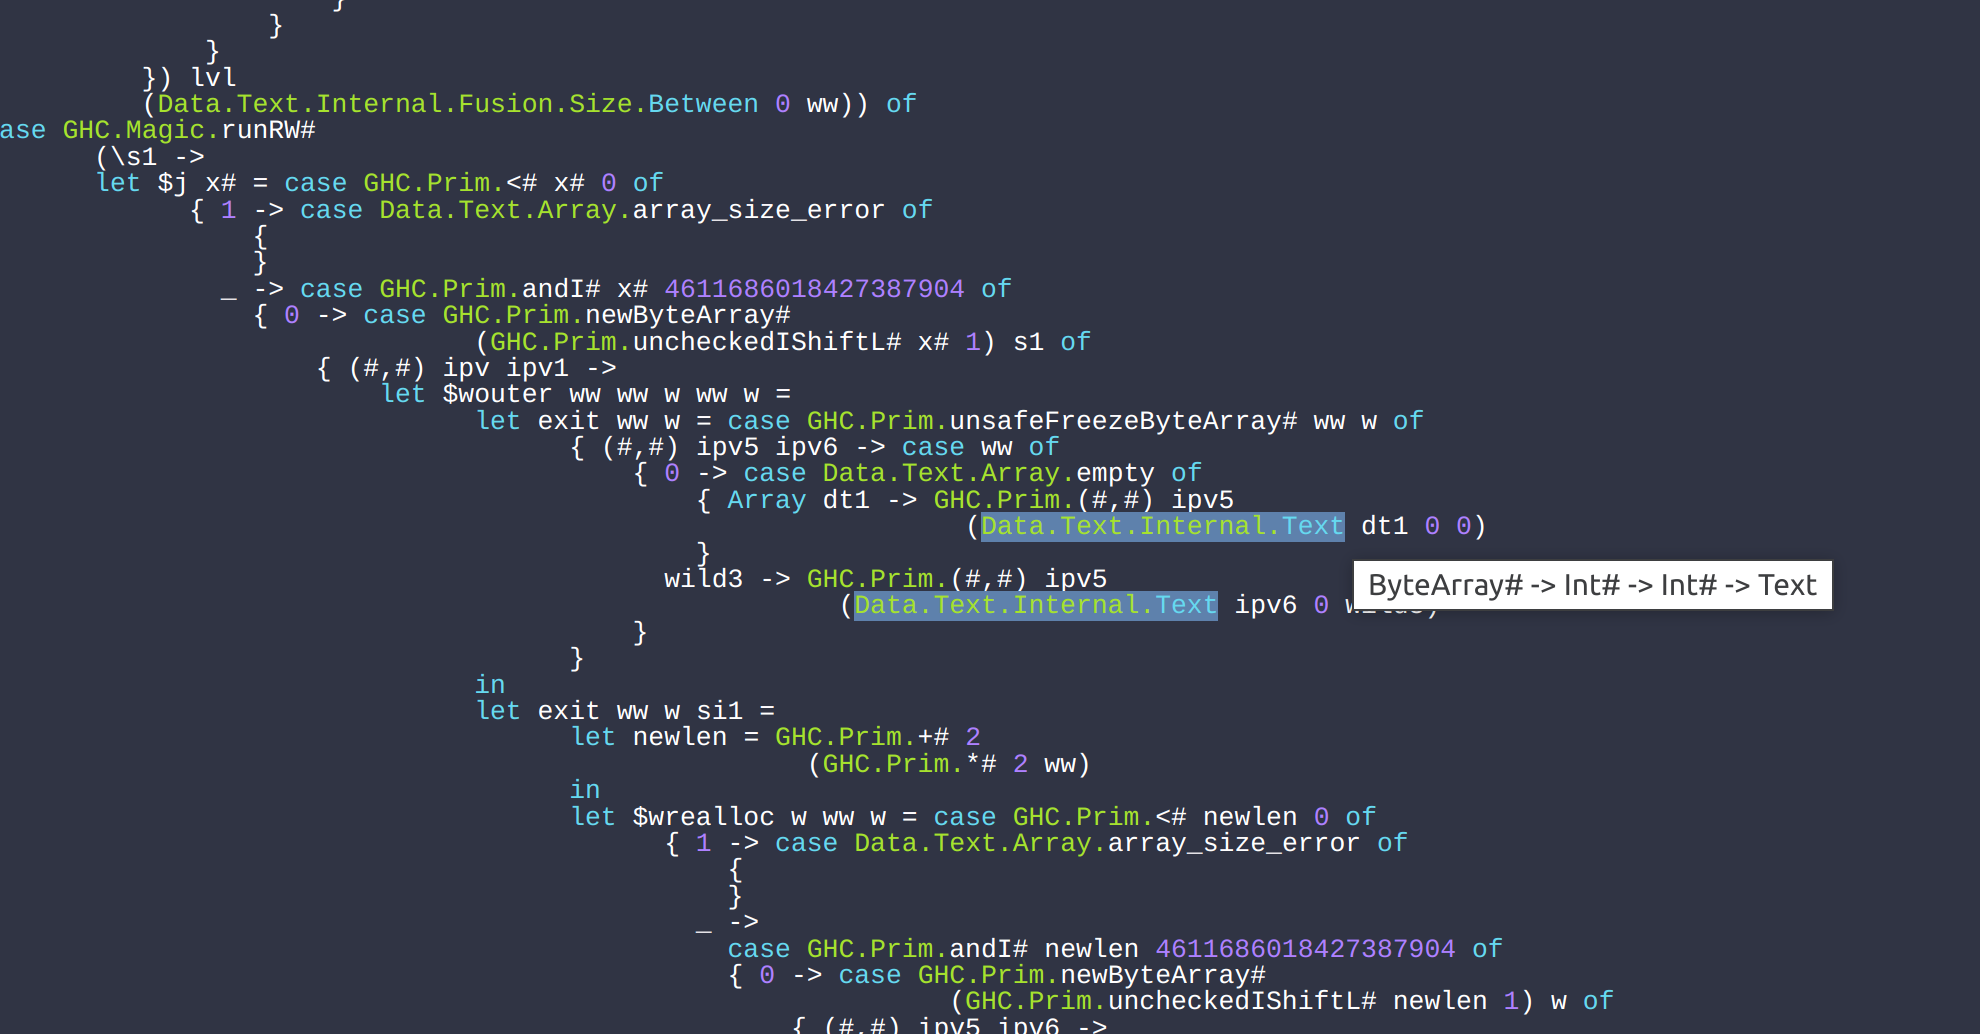 }
}
}
}) lvl
(Data.Text.Internal.Fusion.Size.Between 0 ww)) of
ase GHC.Magic.runRW#
(\s1 ->
let $j x# = case GHC.Prim.<# x# 0 of
{ 1 -> case Data.Text.Array.array_size_error of
{
}
_ -> case GHC.Prim.andI# x# 4611686018427387904 of
{ 0 -> case GHC.Prim.newByteArray#
(GHC.Prim.uncheckedIShiftL# x# 1) s1 of
{ (#,#) ipv ipv1 ->
let $wouter ww ww w ww w =
let exit ww w = case GHC.Prim.unsafeFreezeByteArray# ww w of
{ (#,#) ipv5 ipv6 -> case ww of
{ 0 -> case Data.Text.Array.empty of
{ Array dt1 -> GHC.Prim.(#,#) ipv5
(Data.Text.Internal.Text dt1 0 0)
}
wild3 -> GHC.Prim.(#,#) ipv5
ByteArray# -> Int# -> Int# -> Text
(Data.Text.Internal.Text ipv6 0
}
}
in
let exit ww w si1 =
let newlen = GHC.Prim.+# 2
(GHC.Prim.*# 2 ww)
in
let $wrealloc w ww w = case GHC.Prim.<# newlen 0 of
{ 1 -> case Data.Text.Array.array_size_error of
{
}
_ ->
case GHC.Prim.andI# newlen 4611686018427387904 of
{ 0 -> case GHC.Prim.newByteArray#
(GHC.Prim.uncheckedIShiftL# newlen 1) w of
{ (#,#) ipv5 ipv6 ->